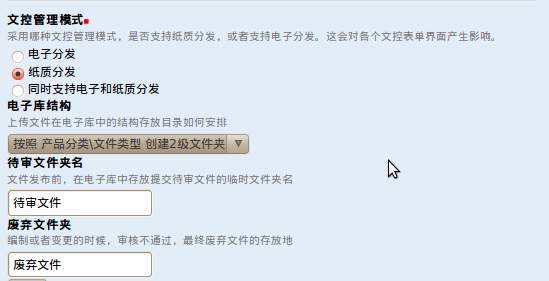 文控管理模式
采用哪种文控管理模式，是否支持纸质分发，或者支持电子分发。这会对各个文控表单界面产生影响。
电子分发
纸质分发
同时支持电子和纸质分发
电子库结构
上传文件在电子库中的结构存放目录如何安排
按照 产品分类\文件类型 创建2级文件夹
待审文件夹名
文件发布前，在电子库中存放提交待审文件的临时文件夹名
待审文件
废弃文件夹
编制或者变更的时候，审核不通过，最终废弃文件的存放地
废弃文件